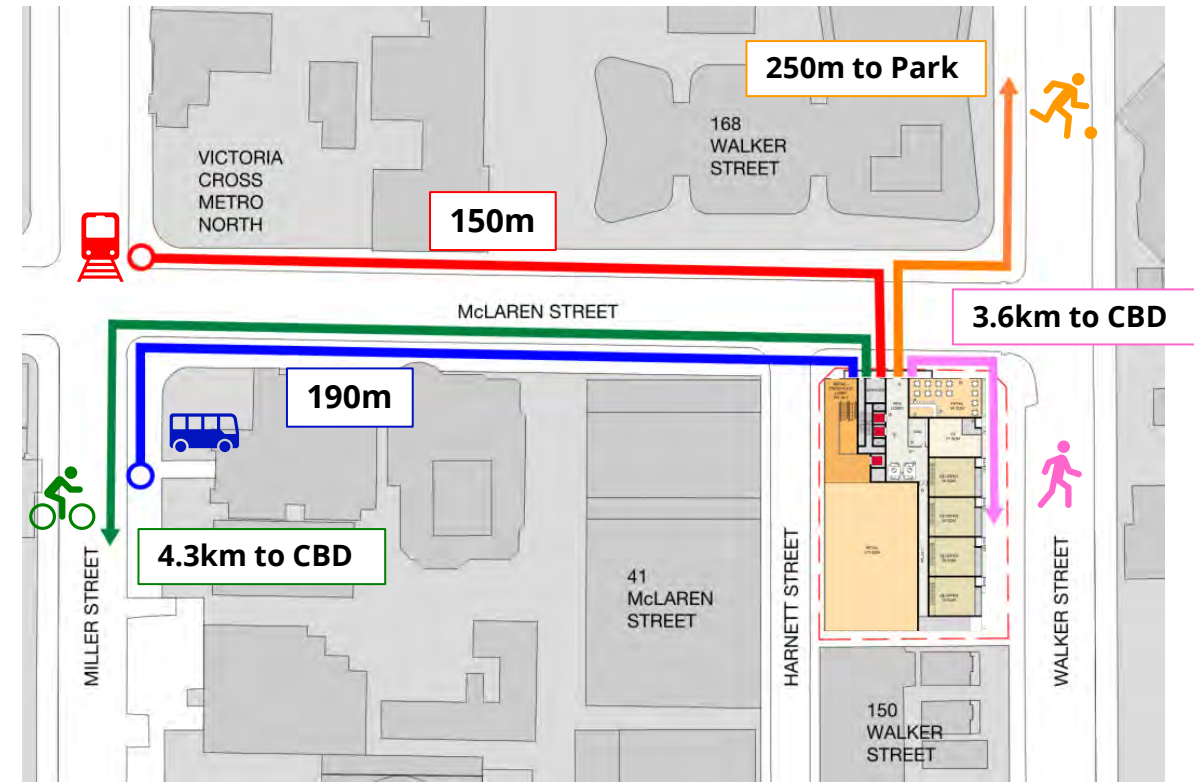 250m to Park
168
WALKER
STREET
VICTORIA
CROSS
METRO
NORTH
150m
3.6km to CBD
McLAREN STREET
190m
4.3km to CBD
MILLER STREET
41
McLAREN
STREET
HARNETT STREET
WALKER STREET
150
WALKER
STREET